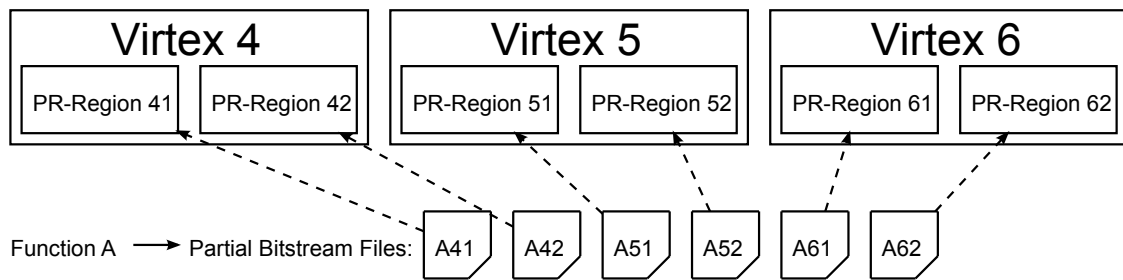 Virtex 4 Virtex 5 Virtex 6
PR-Region 41 PR-Region 42 PR-Region 51 PR-Region 52 PR-Region 61 PR-Region 62
Function A Partial Bitstream Files: A41 A42 A51 A52 A61 A62